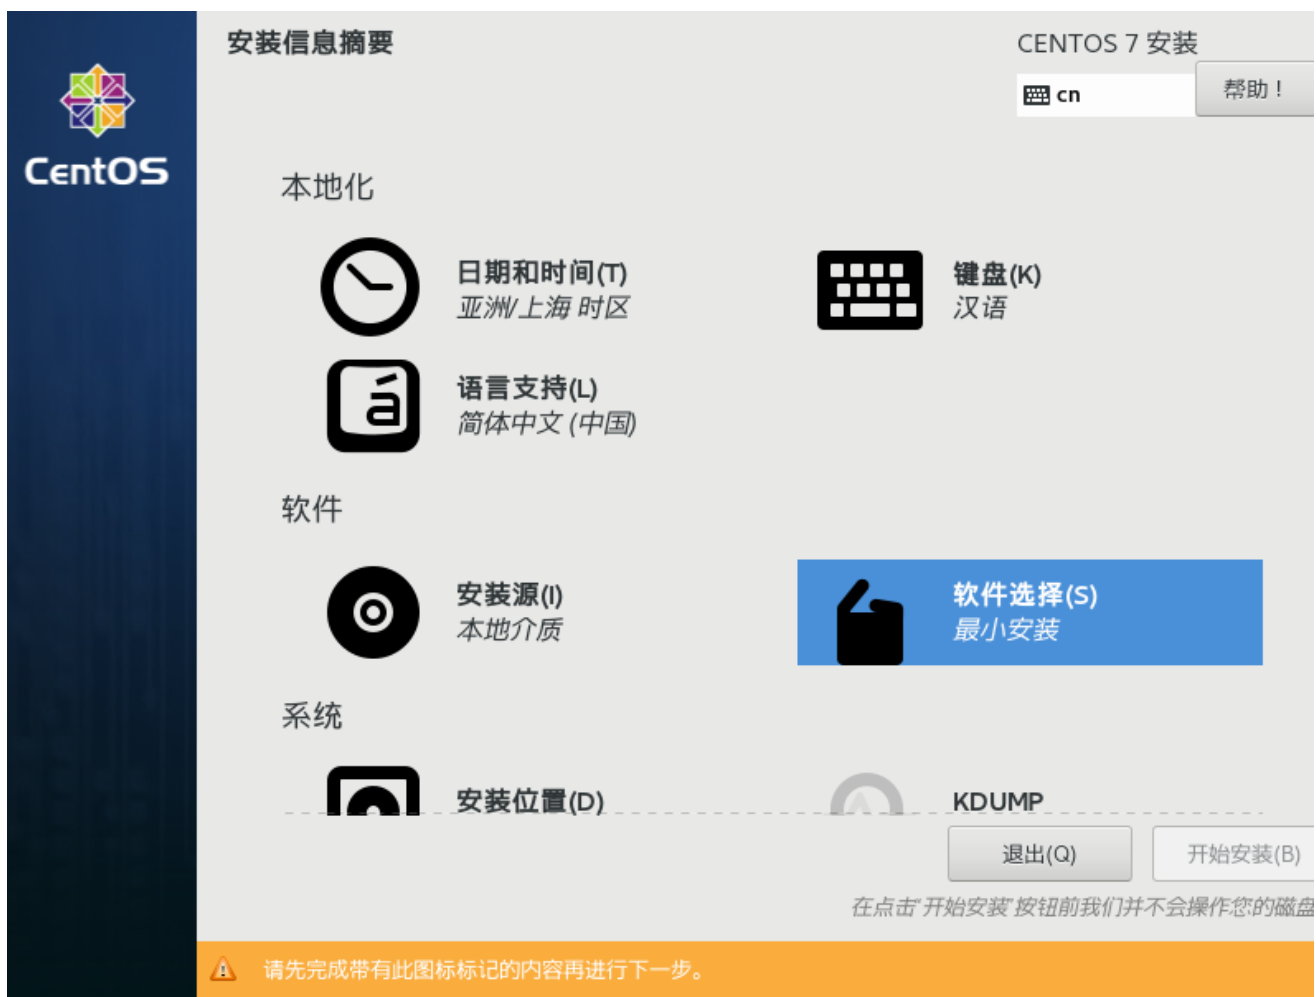 安装信息摘要
CENTOS 7 安装
cn
帮助！
CentOS
本地化
日期和时间(T)
亚洲/上海 时区
键盘(K)
汉语
á
语言支持(L)
简体中文 (中国)
软件
安装源(I)
本地介质
软件选择(S)
最小安装
系统
安装位置(D)
KDUMP
退出(Q)
开始安装(B)
在点击“开始安装”按钮前我们并不会操作您的磁盘
请先完成带有此图标标记的内容再进行下一步。